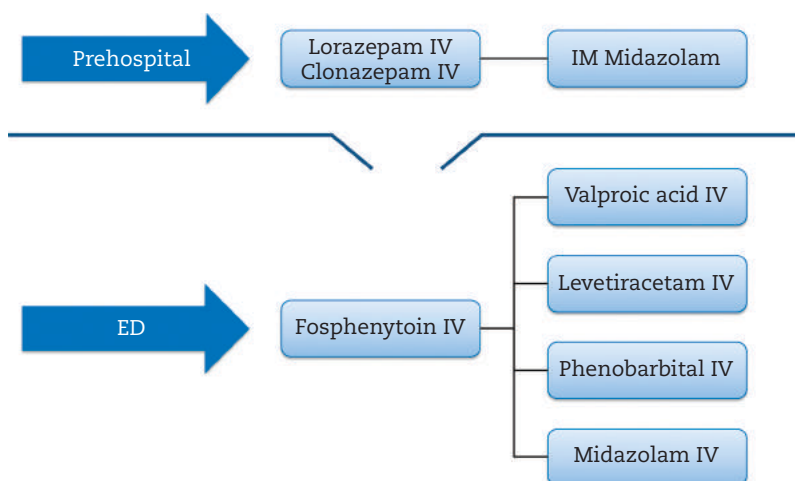 Prehospital
Lorazepam IV
Clonazepam IV
IM Midazolam
Valproic acid IV
Levetiracetam IV
ED
Fosphenytoin IV
Phenobarbital IV
Midazolam IV